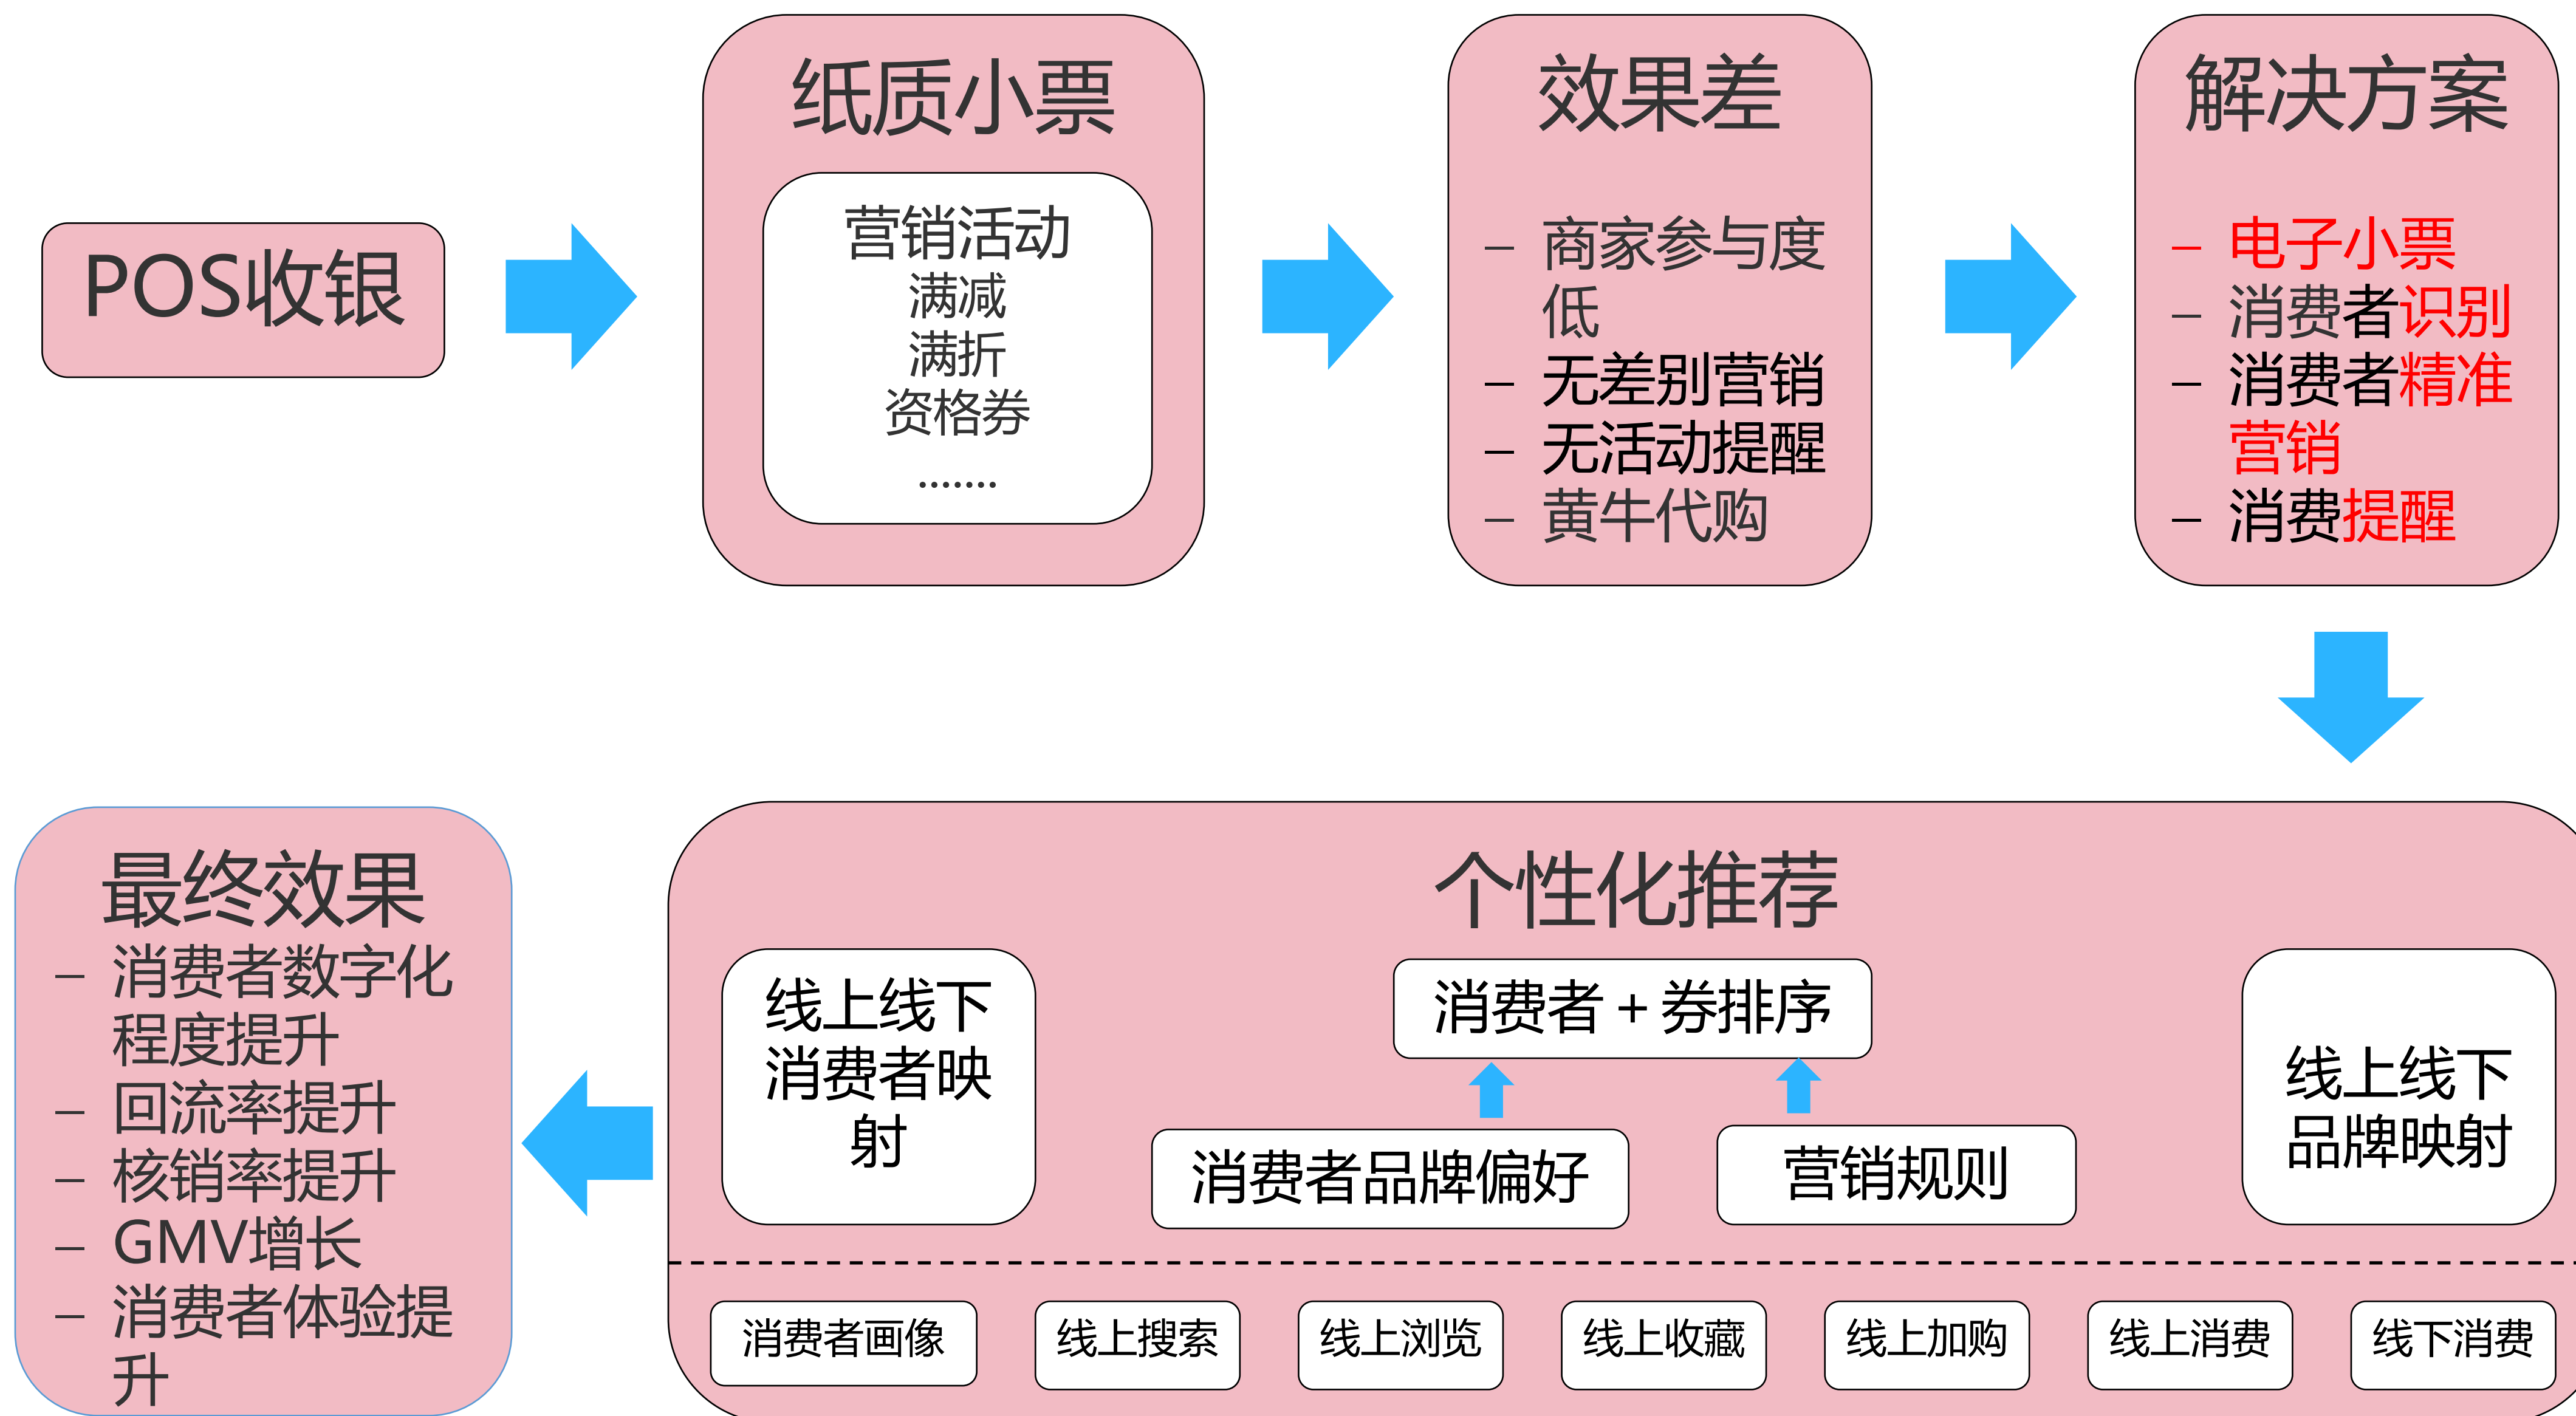 POS收银
纸质小票
营销活动
满减
满折
资格券
.......
效果差
– 商家参与度
低
– 无差别营销
– 无活动提醒
– 黄牛代购
解决方案
– 电子小票
– 消费者识别
– 消费者精准
营销
– 消费提醒
个性化推荐
线上线下
消费者映
射
消费者 + 券排序
消费者品牌偏好
营销规则
线上线下
品牌映射
消费者画像
线上搜索
线上浏览
线上收藏
线上加购
线上消费
线下消费
最终效果
– 消费者数字化
程度提升
– 回流率提升
– 核销率提升
– GMV增长
– 消费者体验提
升